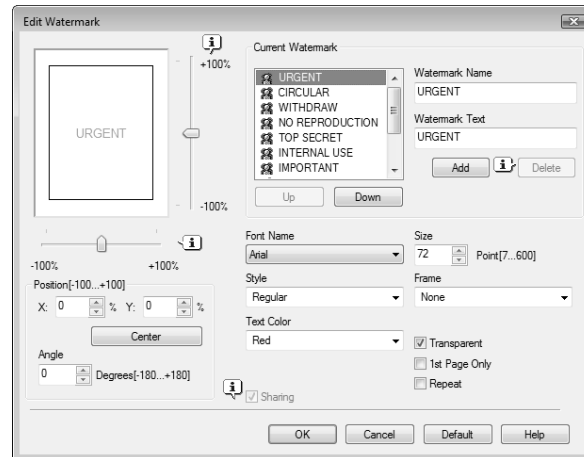 Edit Watermark
URGENT
+100%
-100%
-100% +100%
Position[-100...+100]
X: 0 % Y: 0 %
Center
Angle
0 Degrees[-180...+180]
Current Watermark
URGENT
CIRCULAR
WITHDRAW
NO REPRODUCTION
TOP SECRET
INTERNAL USE
IMPORTANT
Up Down
Watermark Name
URGENT
Watermark Text
URGENT
Add Delete
Font Name
Arial
Size
72 Point[7...600]
Style
Regular
Frame
None
Text Color
Red
Transparent
1st Page Only
Repeat
Sharing
OK Cancel Default Help